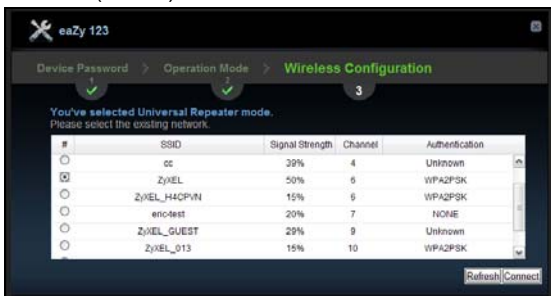 eaZy 123
Device Password > Operation Mode > Wireless Configuration
1 2 3
You've selected Universal Repeater mode.
Please select the existing network.
# SSID Signal Strength Channel Authentication
cc 39% 4 Unknown
ZyXEL 50% 6 WPA2PSK
ZyXEL_H4CPVN 15% 6 WPA2PSK
eric-test 20% 7 NONE
ZyXEL_GUEST 29% 9 Unknown
ZyXEL_013 15% 10 WPA2PSK
Refresh Connect